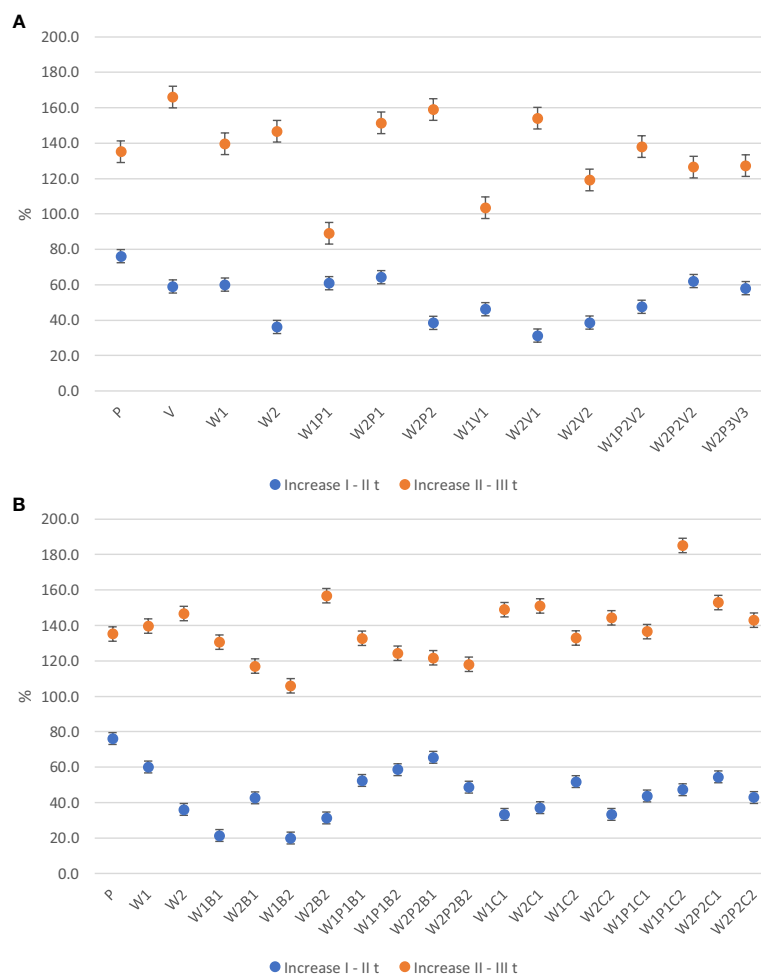 A
200.0
180.0
160.0
140.0
120.0
100.0
80.0
60.0
40.0
20.0
0.0
%
P
V
W1
W2
W1P1
W2P1
W2P2
W1V1
W2V1
W2V2
W1P2V2
W2P2V2
W2P3V3
Increase I - II t Increase II - III t
B
200.0
180.0
160.0
140.0
120.0
100.0
80.0
60.0
40.0
20.0
0.0
%
P
W1
W2
W1B1
W2B1
W1B2
W2B2
W1P1B1
W1P1B2
W2P2B1
W2P2B2
W1C1
W2C1
W1C2
W2C2
W1P1C1
W1P1C2
W2P2C1
W2P2C2
Increase I - II t Increase II - III t